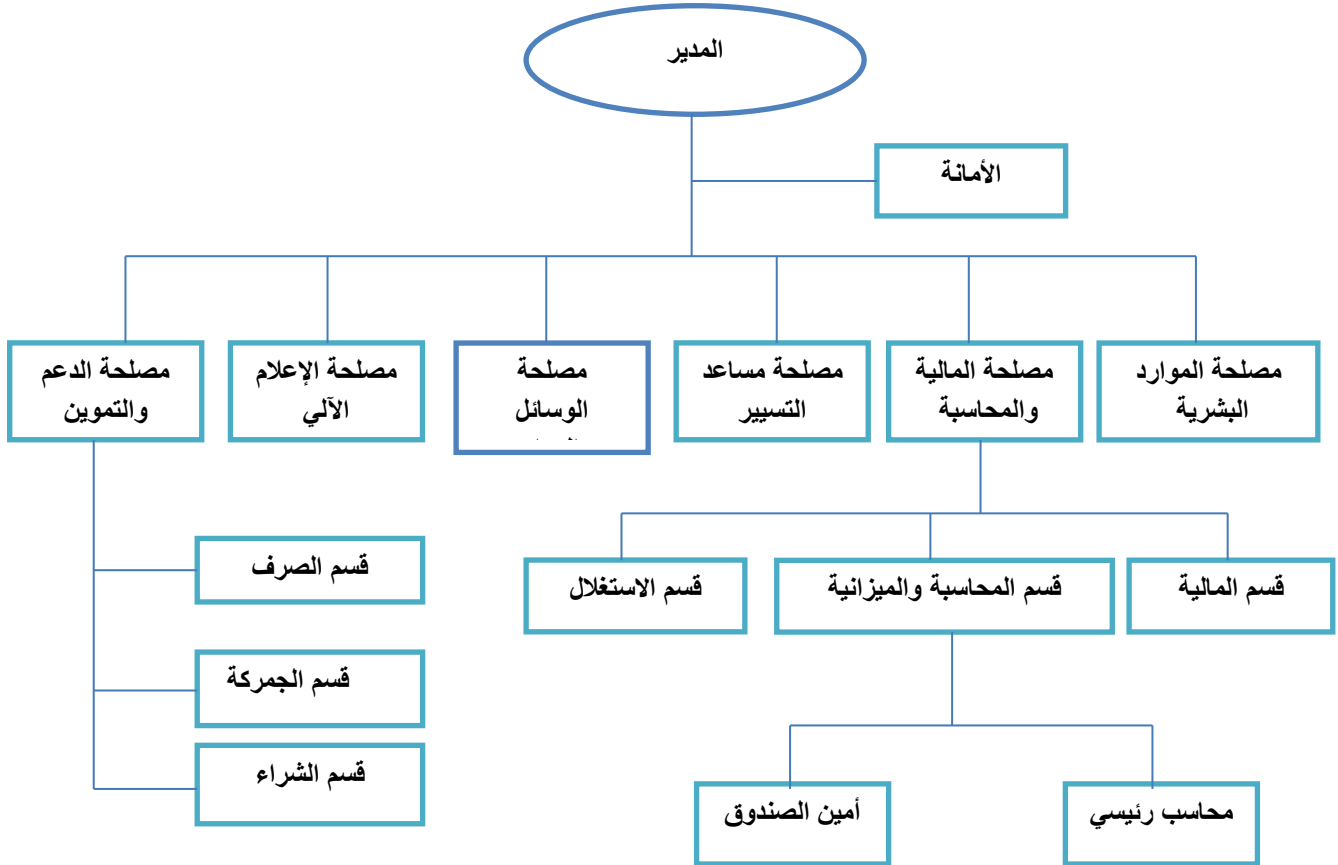 المدير
الأمانة
مصلحة الموارد
البشرية
مصلحة المالية
والمحاسبة
مصلحة مساعد
التسيير
مصلحة
الوسائل
مصلحة الإعلام
الآلي
مصلحة الدعم
والتموين
قسم المالية
قسم المحاسبة والميزانية
قسم الاستغلال
قسم الصرف
قسم الجمركة
قسم الشراء
محاسب رئيسي
أمين الصندوق